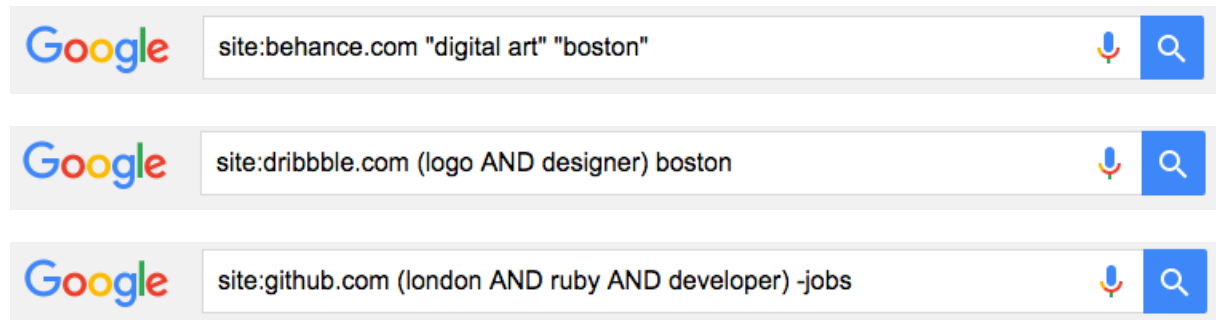 Google site:behance.com "digital art" "boston"
Google site:dribbble.com (logo AND designer) boston
Google site:github.com (london AND ruby AND developer) -jobs